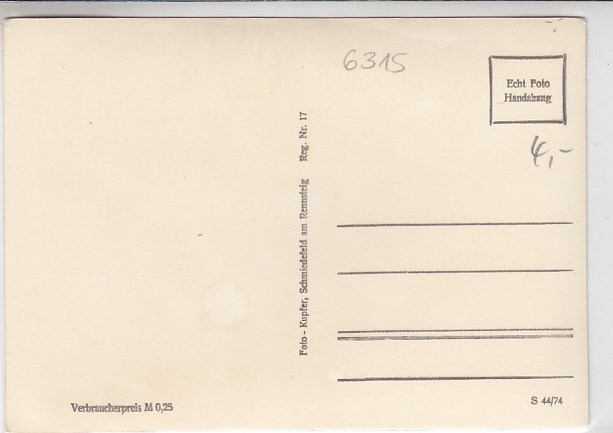 6315
Echt Foto
Handabzug
4,-
Foto - Kupfer, Schmiedefeld am Rennsteig Reg. Nr. 17
Verbraucherpreis M 0,25
S 44/74